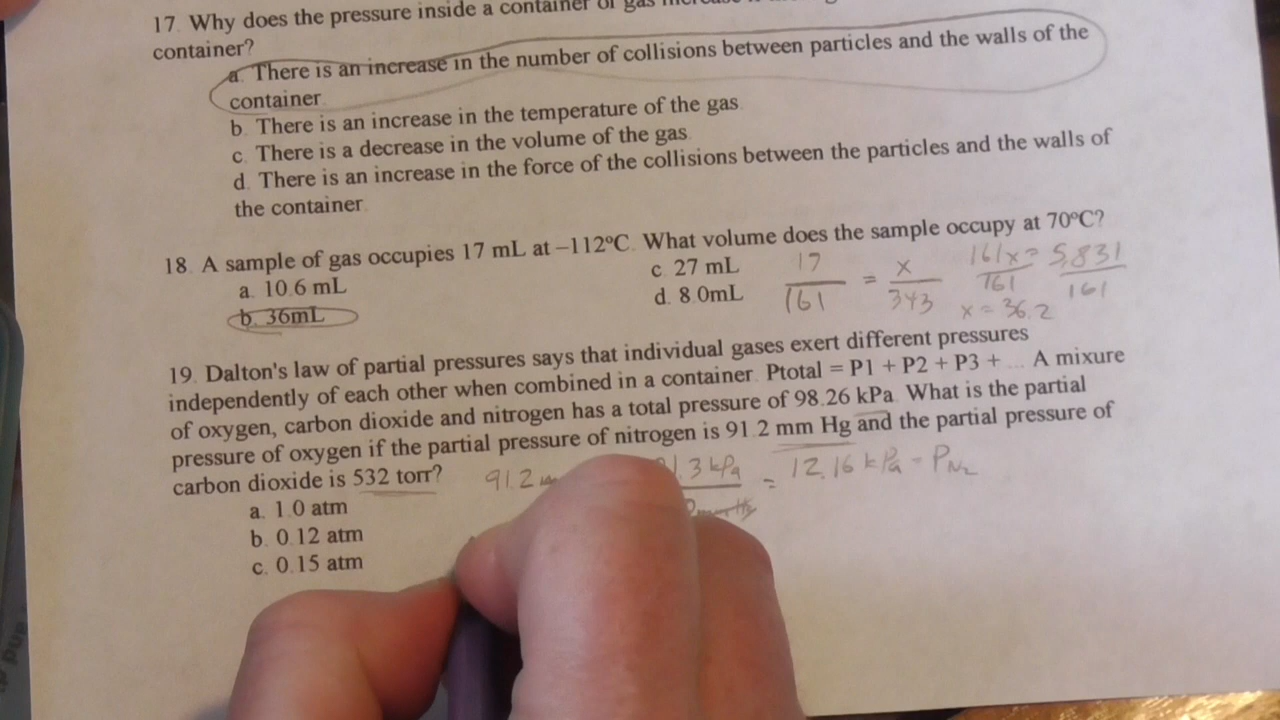 17 Why does the pressure inside a container of gas
container?
a. There is an increase in the number of collisions between particles and the walls of the
container.
b. There is an increase in the temperature of the gas.
c. There is a decrease in the volume of the gas.
d. There is an increase in the force of the collisions between the particles and the walls of
the container.
18. A sample of gas occupies 17 mL at –112ºC. What volume does the sample occupy at 70ºC?
a. 10.6 mL
c. 27 mL
b. 36mL
d. 8.0mL
17/161 = x/343
161x = 5,831
161 161
x = 36.2
19. Dalton's law of partial pressures says that individual gases exert different pressures
independently of each other when combined in a container. Ptotal = P1 + P2 + P3 + ... A mixure
of oxygen, carbon dioxide and nitrogen has a total pressure of 98.26 kPa. What is the partial
pressure of oxygen if the partial pressure of nitrogen is 91.2 mm Hg and the partial pressure of
carbon dioxide is 532 torr?
91.2 .3 kPa = 12.16 kPa = PN2
a. 1.0 atm
b. 0.12 atm
c. 0.15 atm